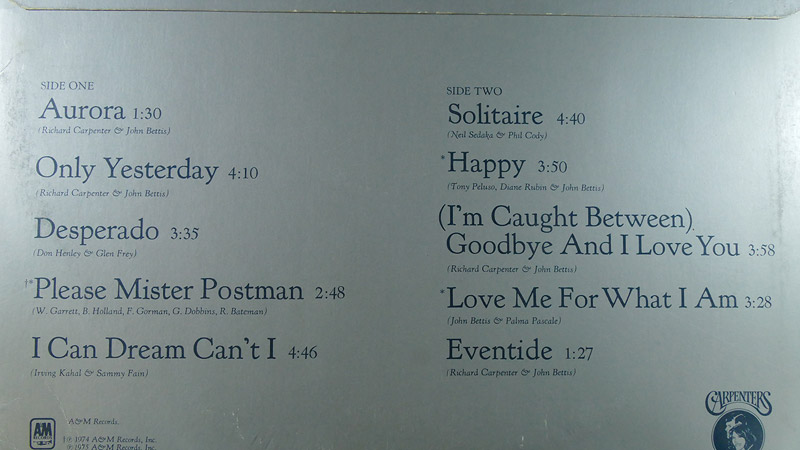 SIDE ONE
Aurora 1:30
(Richard Carpenter & John Bettis)
Only Yesterday 4:10
(Richard Carpenter & John Bettis)
Desperado 3:35
(Don Henley & Glen Frey)
†*Please Mister Postman 2:48
(W. Garrett, B. Holland, F. Gorman, G. Dobbins, R. Bateman)
I Can Dream Can't I 4:46
(Irving Kahal & Sammy Fain)
SIDE TWO
Solitaire 4:40
(Neil Sedaka & Phil Cody)
*Happy 3:50
(Tony Peluso, Diane Rubin & John Bettis)
(I'm Caught Between)
Goodbye And I Love You 3:58
(Richard Carpenter & John Bettis)
*Love Me For What I Am 3:28
(John Bettis & Palma Pascale)
Eventide 1:27
(Richard Carpenter & John Bettis)
A&M
RECORDS
A&M Records.
1974 A&M Records, Inc.
1975 A&M Records, Inc.
CARPENTERS